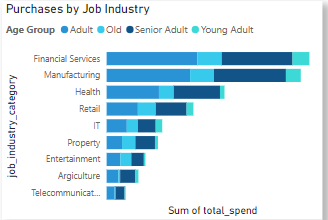 Purchases by Job Industry
Age Group Adult Old Senior Adult Young Adult
job_industry_category
Financial Services
Manufacturing
Health
Retail
IT
Property
Entertainment
Argiculture
Telecommunicat...
Sum of total_spend